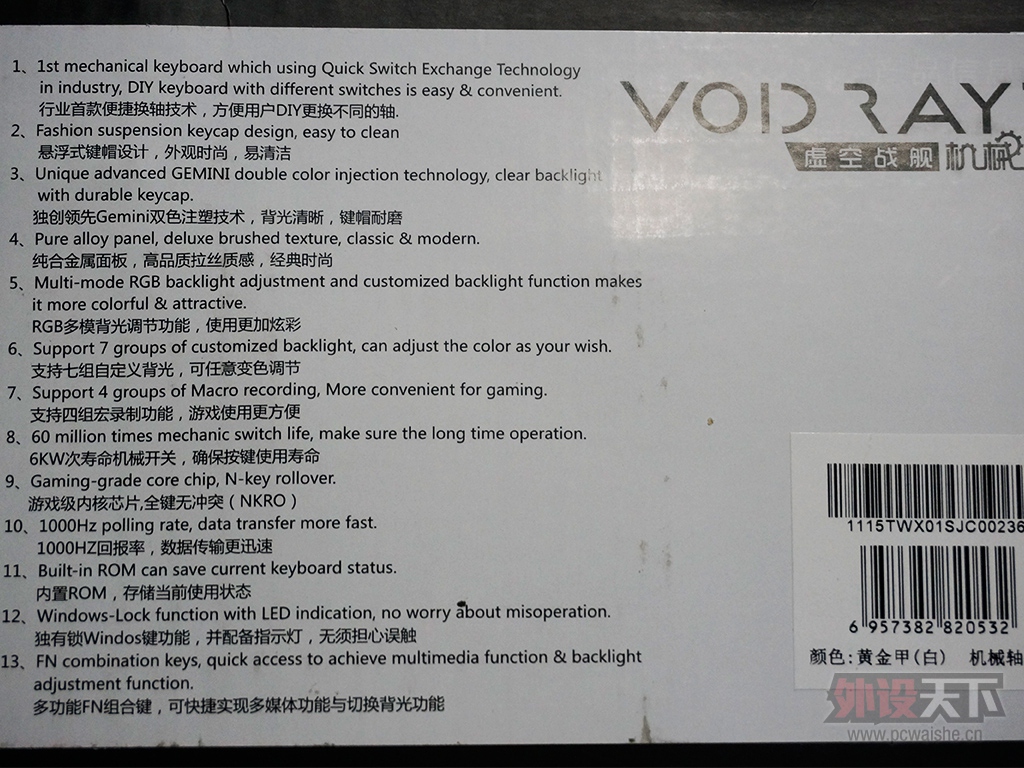 1、1st mechanical keyboard which using Quick Switch Exchange Technology
in industry, DIY keyboard with different switches is easy & convenient.
行业首款便捷换轴技术，方便用户DIY更换不同的轴.
2、Fashion suspension keycap design, easy to clean
悬浮式键帽设计，外观时尚，易清洁
3、Unique advanced GEMINI double color injection technology, clear backlight
with durable keycap.
独创领先Gemini双色注塑技术，背光清晰，键帽耐磨
4、Pure alloy panel, deluxe brushed texture, classic & modern.
纯合金属面板，高品质拉丝质感，经典时尚
5、Multi-mode RGB backlight adjustment and customized backlight function makes
it more colorful & attractive.
RGB多模背光调节功能，使用更加炫彩
6、Support 7 groups of customized backlight, can adjust the color as your wish.
支持七组自定义背光，可任意变色调节
7、Support 4 groups of Macro recording, More convenient for gaming.
支持四组宏录制功能，游戏使用更方便
8、60 million times mechanic switch life, make sure the long time operation.
6KW次寿命机械开关，确保按键使用寿命
9、Gaming-grade core chip, N-key rollover.
游戏级内核芯片,全键无冲突（NKRO）
10、1000Hz polling rate, data transfer more fast.
1000HZ回报率，数据传输更迅速
11、Built-in ROM can save current keyboard status.
内置ROM，存储当前使用状态
12、Windows-Lock function with LED indication, no worry about misoperation.
独有锁Windos键功能，并配备指示灯，无须担心误触
13、FN combination keys, quick access to achieve multimedia function & backlight
adjustment function.
多功能FN组合键，可快捷实现多媒体功能与切换背光功能
VOID RAY
虚空战舰机械
1115TWX01SJC00236
6 957382 820532
颜色:黄金甲(白) 机械轴
外设天下
www.pcwaishe.cn